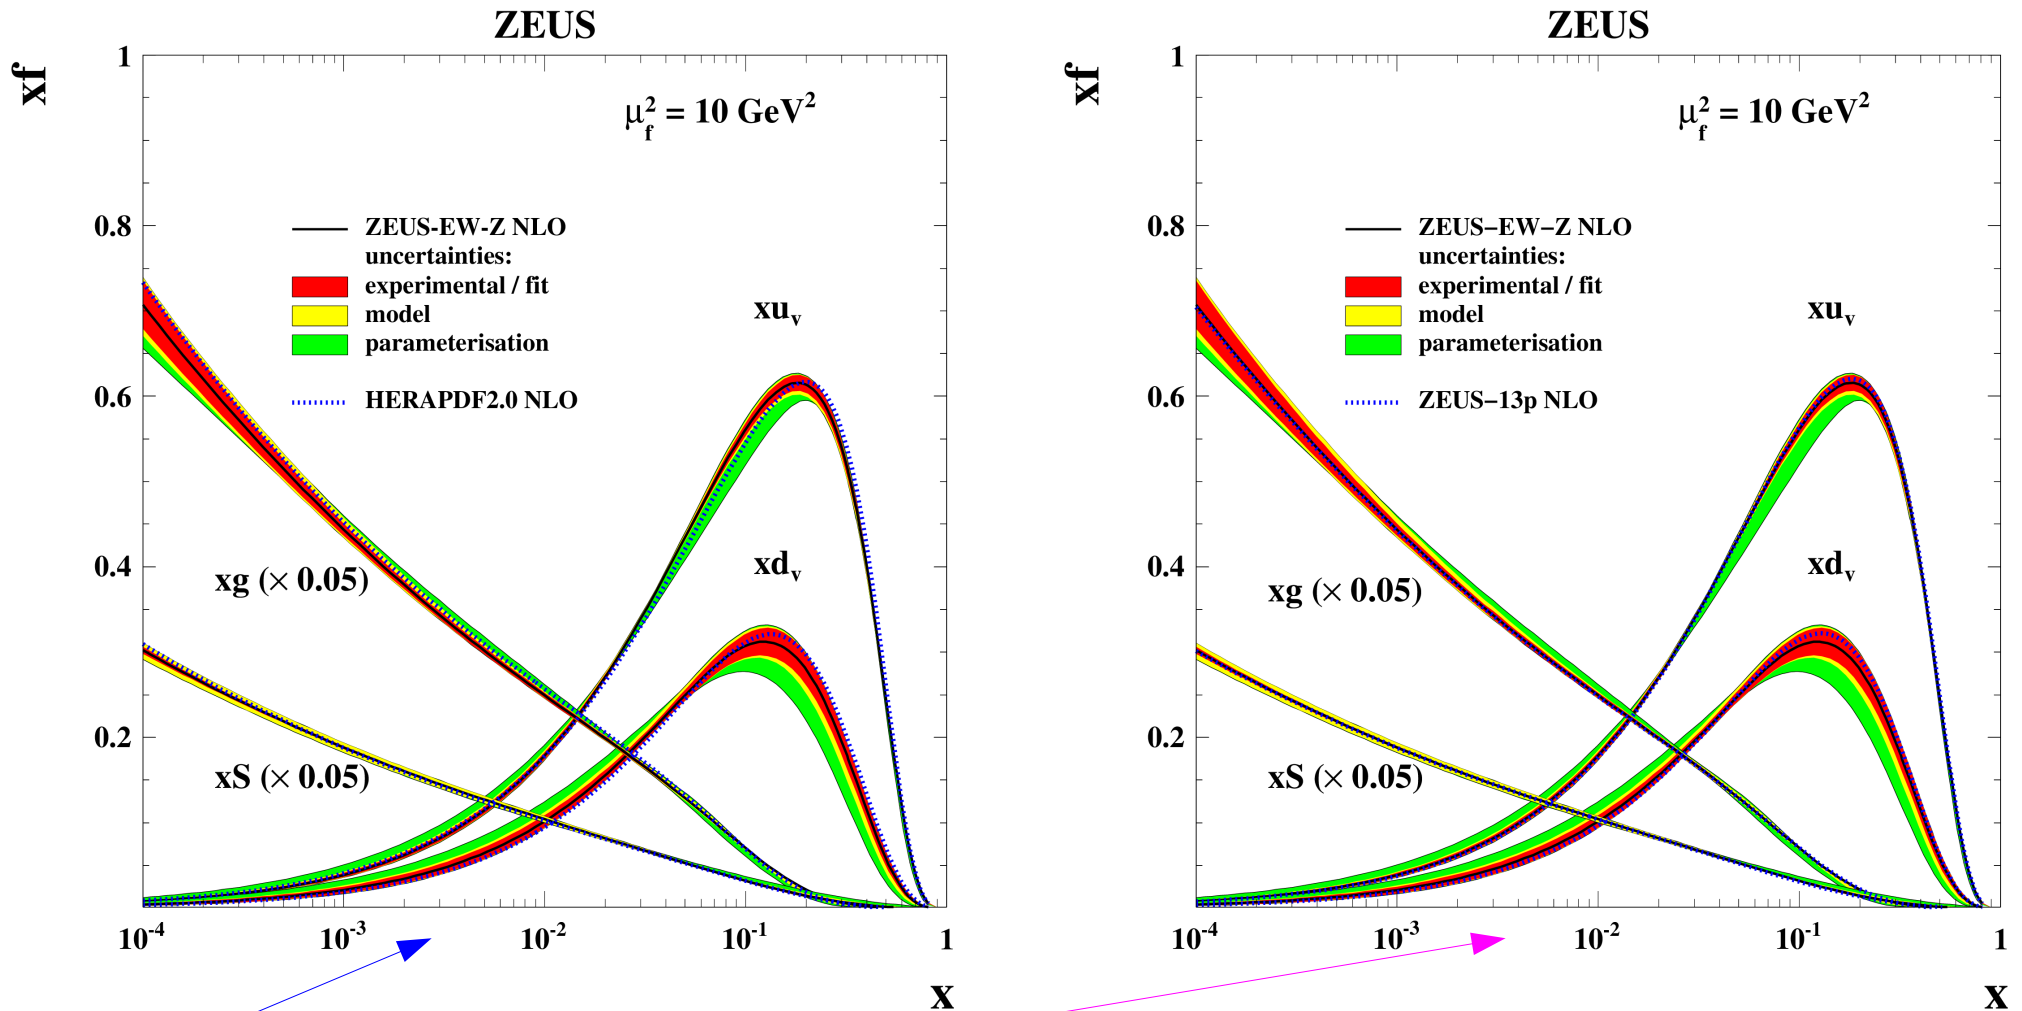 ZEUS
xf
1
0.8
0.6
0.4
0.2
μ_f^2 = 10 GeV^2
ZEUS-EW-Z NLO
uncertainties:
experimental / fit
model
parameterisation
HERAPDF2.0 NLO
xu_v
xd_v
xg (× 0.05)
xS (× 0.05)
10^-4 10^-3 10^-2 10^-1 1
x
ZEUS
xf
1
0.8
0.6
0.4
0.2
μ_f^2 = 10 GeV^2
ZEUS−EW−Z NLO
uncertainties:
experimental / fit
model
parameterisation
ZEUS−13p NLO
xu_v
xd_v
xg (× 0.05)
xS (× 0.05)
10^-4 10^-3 10^-2 10^-1 1
x